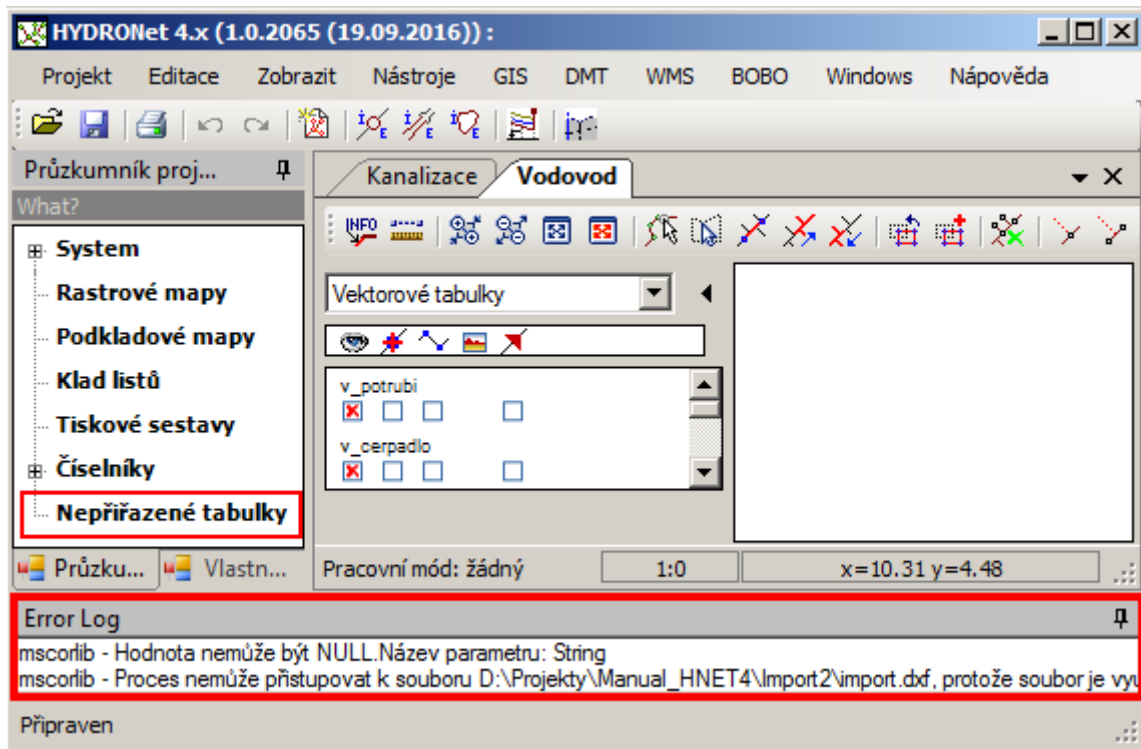 HYDRONet 4.x (1.0.2065 (19.09.2016)) :
Projekt Editace Zobrazit Nástroje GIS DMT WMS BOBO Windows Nápověda
Průzkumník proj...
What?
System
Rastrové mapy
Podkladové mapy
Klad listů
Tiskové sestavy
Číselníky
Nepřiřazené tabulky
Průzku... Vlastn...
Kanalizace Vodovod
INFO
Vektorové tabulky
v_potrubi
v_cerpadlo
Pracovní mód: žádný 1:0 x=10.31 y=4.48
Error Log
mscorlib - Hodnota nemůže být NULL.Název parametru: String
mscorlib - Proces nemůže přistupovat k souboru D:\Projekty\Manual_HNET4\Import2\import.dxf, protože soubor je vyu
Připraven